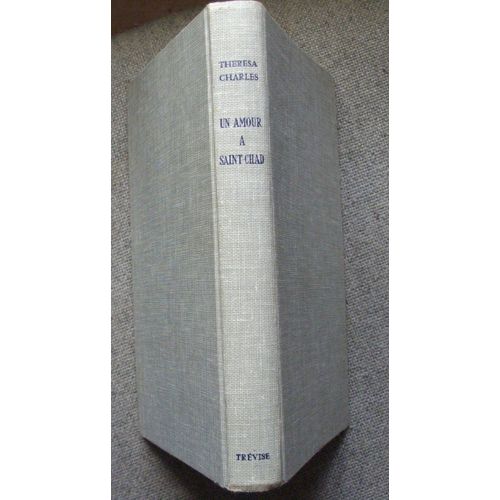 THERESA
CHARLES
UN AMOUR
A
SAINT-CHAD
TRÉVISE